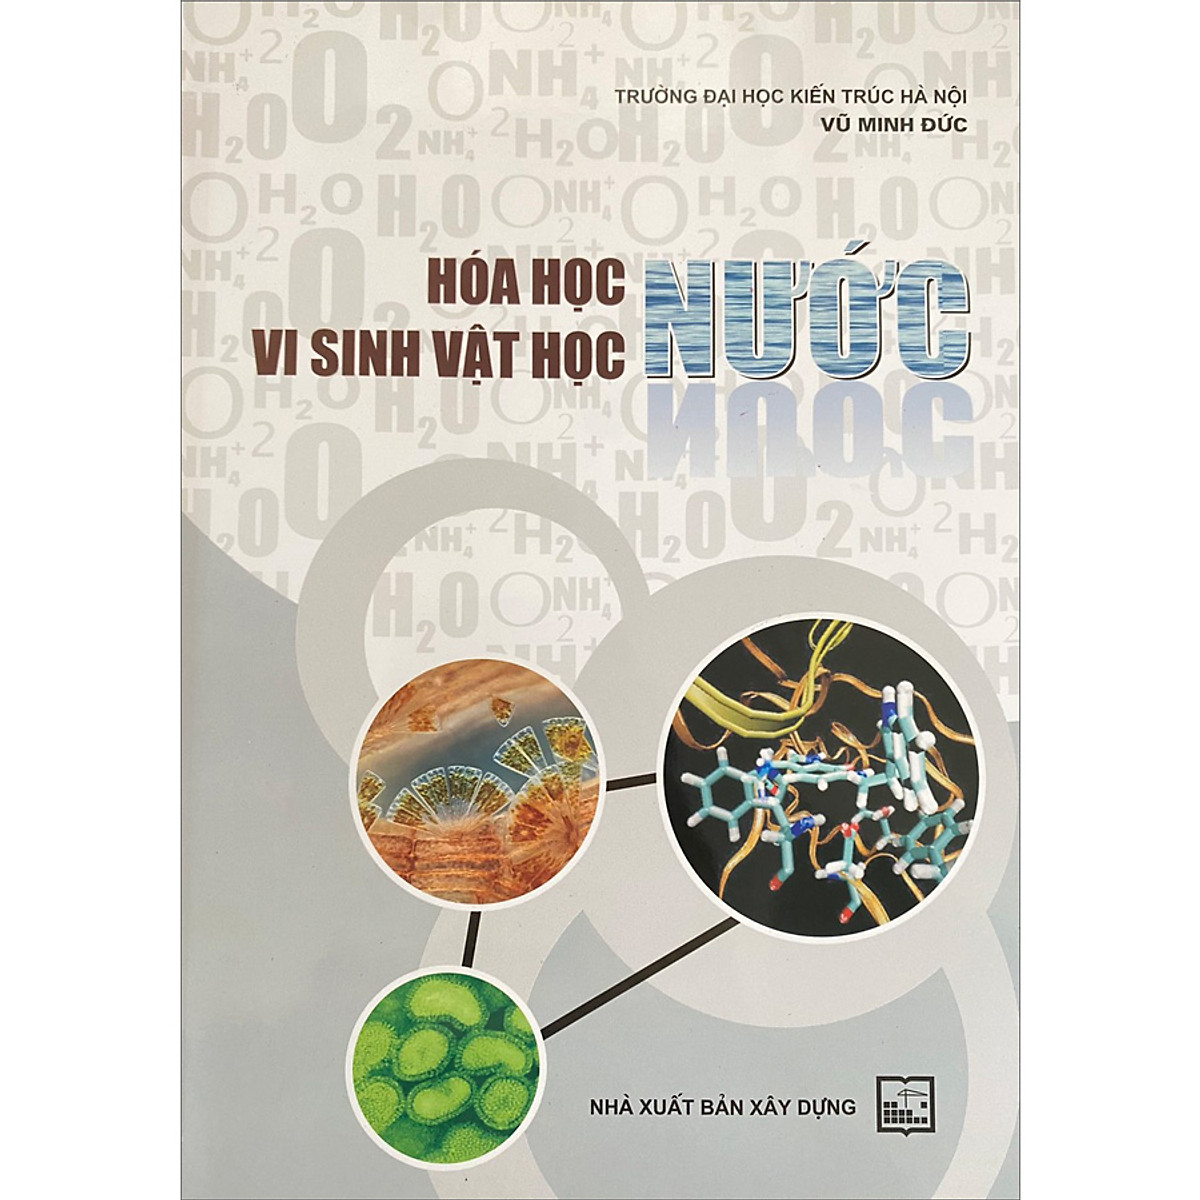 TRƯỜNG ĐẠI HỌC KIẾN TRÚC HÀ NỘI
VŨ MINH ĐỨC
HÓA HỌC
VI SINH VẬT HỌC
NƯỚC
NHÀ XUẤT BẢN XÂY DỰNG